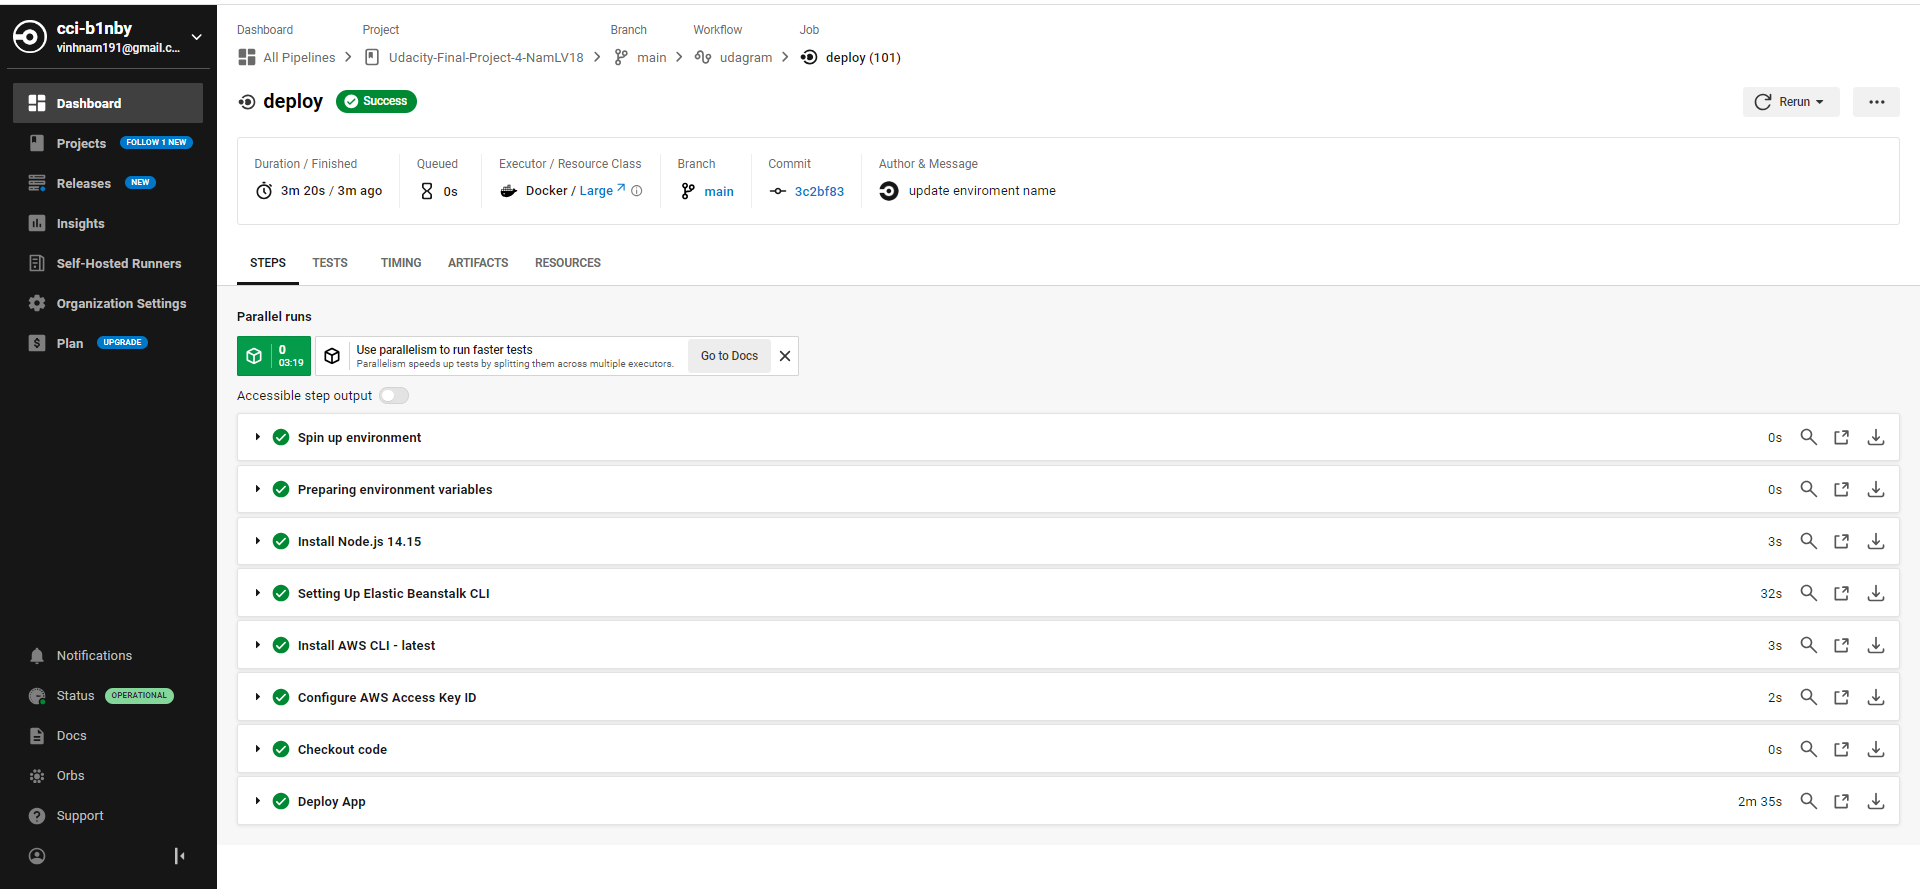 cci-b1nby
vinhnam191@gmail.c...
Dashboard
Projects FOLLOW 1 NEW
Releases NEW
Insights
Self-Hosted Runners
Organization Settings
Plan UPGRADE
Notifications
Status OPERATIONAL
Docs
Orbs
Support
Dashboard Project Branch Workflow Job
All Pipelines Udacity-Final-Project-4-NamLV18 main udagram deploy (101)
deploy Success
Rerun
Duration / Finished Queued Executor / Resource Class Branch Commit Author & Message
3m 20s / 3m ago 0s Docker / Large main 3c2bf83 update enviroment name
STEPS TESTS TIMING ARTIFACTS RESOURCES
Parallel runs
0
03:19
Use parallelism to run faster tests
Parallelism speeds up tests by splitting them across multiple executors.
Go to Docs
Accessible step output
Spin up environment 0s
Preparing environment variables 0s
Install Node.js 14.15 3s
Setting Up Elastic Beanstalk CLI 32s
Install AWS CLI - latest 3s
Configure AWS Access Key ID 2s
Checkout code 0s
Deploy App 2m 35s